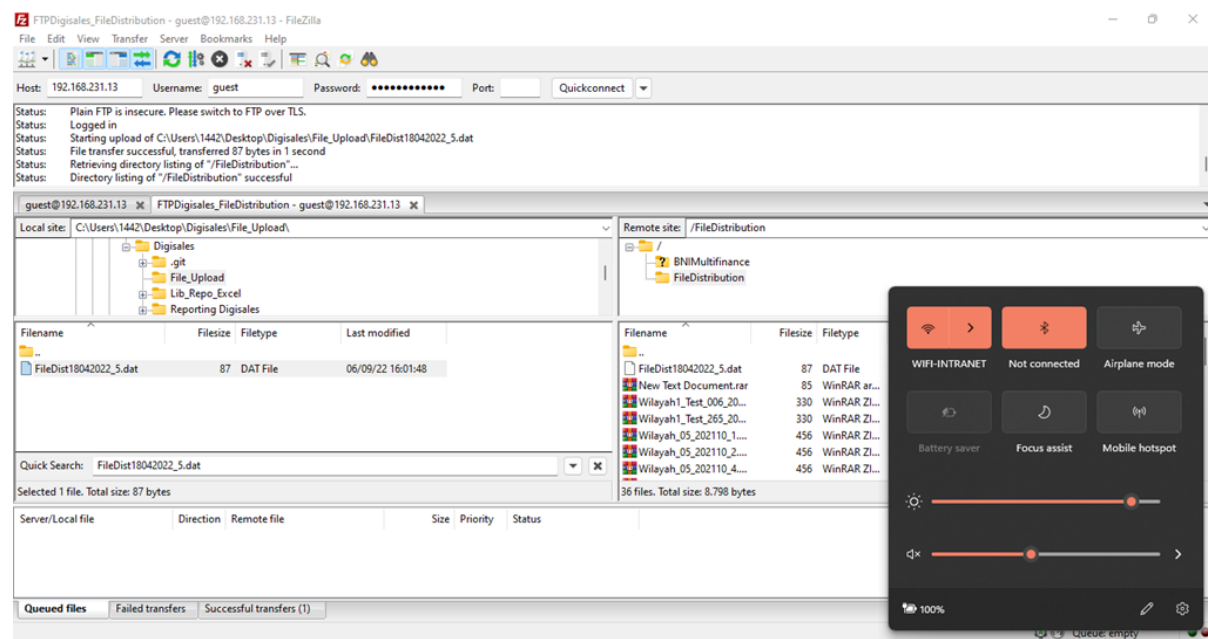 FTPDigisales_FileDistribution - guest@192.168.231.13 - FileZilla
File Edit View Transfer Server Bookmarks Help
Host: 192.168.231.13 Username: guest Password: ●●●●●●●●●●●● Port: Quickconnect
Status: Plain FTP is insecure. Please switch to FTP over TLS.
Status: Logged in
Status: Starting upload of C:\Users\1442\Desktop\Digisales\File_Upload\FileDist18042022_5.dat
Status: File transfer successful, transferred 87 bytes in 1 second
Status: Retrieving directory listing of "/FileDistribution"...
Status: Directory listing of "/FileDistribution" successful
guest@192.168.231.13 FTPDigisales_FileDistribution - guest@192.168.231.13
Local site: C:\Users\1442\Desktop\Digisales\File_Upload\
Digisales
.git
File_Upload
Lib_Repo_Excel
Reporting Digisales
Remote site: /FileDistribution
/
? BNIMultifinance
FileDistribution
Filename Filesize Filetype Last modified
..
FileDist18042022_5.dat 87 DAT File 06/09/22 16:01:48
Quick Search: FileDist18042022_5.dat
Selected 1 file. Total size: 87 bytes
Filename Filesize Filetype
..
FileDist18042022_5.dat 87 DAT File
New Text Document.rar 85 WinRAR ar...
Wilayah1_Test_006_20... 330 WinRAR ZI...
Wilayah1_Test_265_20... 330 WinRAR ZI...
Wilayah_05_202110_1.... 456 WinRAR ZI...
Wilayah_05_202110_2.... 456 WinRAR ZI...
Wilayah_05_202110_4.... 456 WinRAR ZI...
36 files. Total size: 8.798 bytes
Server/Local file Direction Remote file Size Priority Status
Queued files Failed transfers Successful transfers (1)
WIFI-INTRANET Not connected Airplane mode
Battery saver Focus assist Mobile hotspot
100%
Queue: empty